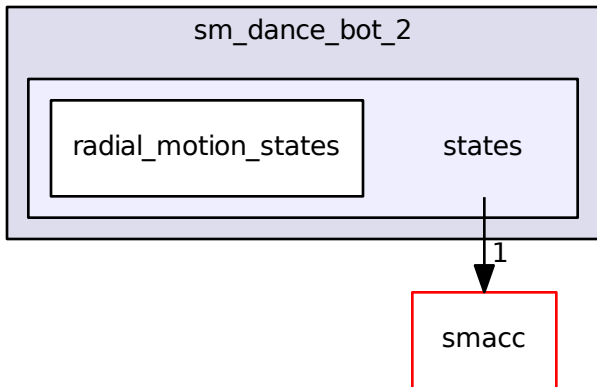 sm_dance_bot_2
radial_motion_states
states
1
smacc